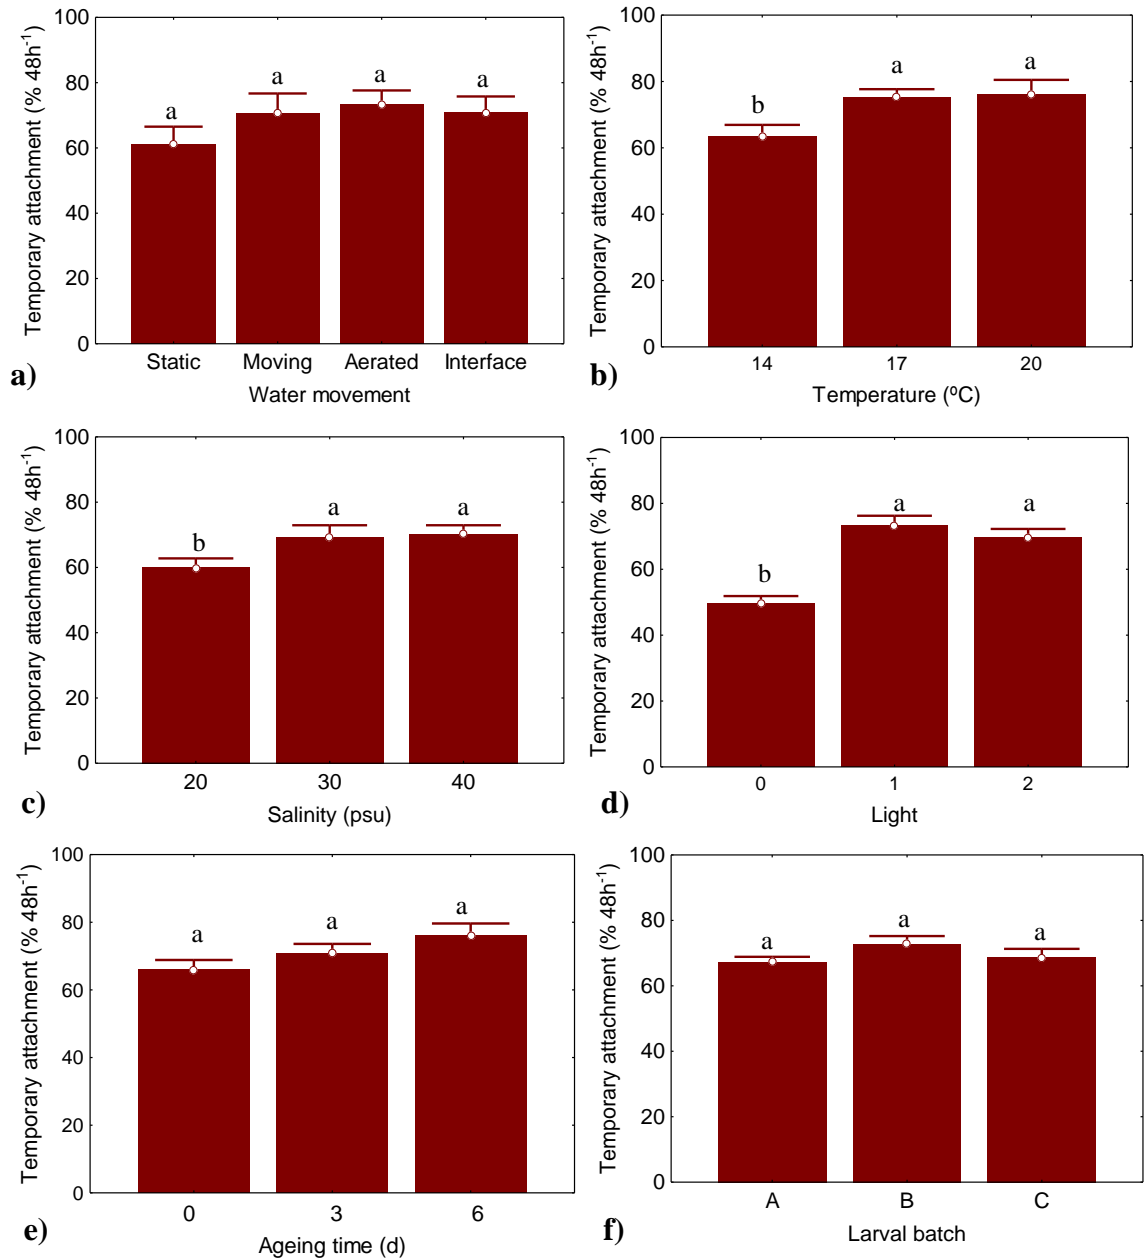 Temporary attachment (% 48h⁻¹)
100
80
60
40
20
0
a
a
a
a
Static Moving Aerated Interface
a)
Water movement
Temporary attachment (% 48h⁻¹)
100
80
60
40
20
0
b
a
a
14 17 20
b)
Temperature (ºC)
Temporary attachment (% 48h⁻¹)
100
80
60
40
20
0
b
a
a
20 30 40
c)
Salinity (psu)
Temporary attachment (% 48h⁻¹)
100
80
60
40
20
0
b
a
a
0 1 2
d)
Light
Temporary attachment (% 48h⁻¹)
100
80
60
40
20
0
a
a
a
0 3 6
e)
Ageing time (d)
Temporary attachment (% 48h⁻¹)
100
80
60
40
20
0
a
a
a
A B C
f)
Larval batch